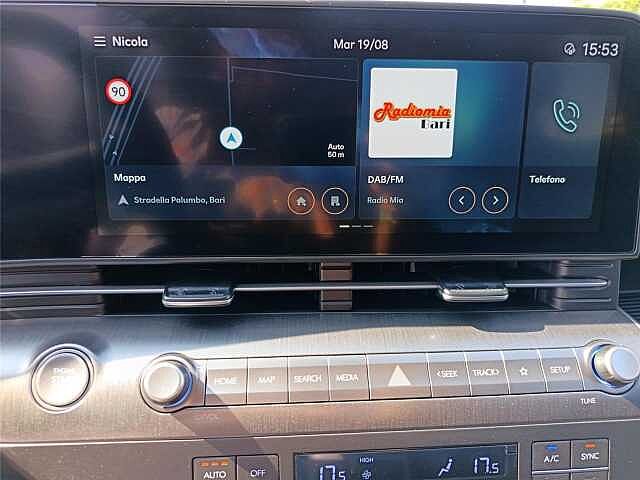 Nicola
Mar 19/08
15:53
90
Auto
50 m
Mappa
Stradella Palumbo, Bari
Radiomia
Bari
DAB/FM
Radio Mia
Telefono
ENGINE
START
HOME
MAP
SEARCH
MEDIA
<SEEK
TRACK>
☆
SETUP
TUNE
AUTO
OFF
17.5
HIGH
17.5
A/C
SYNC